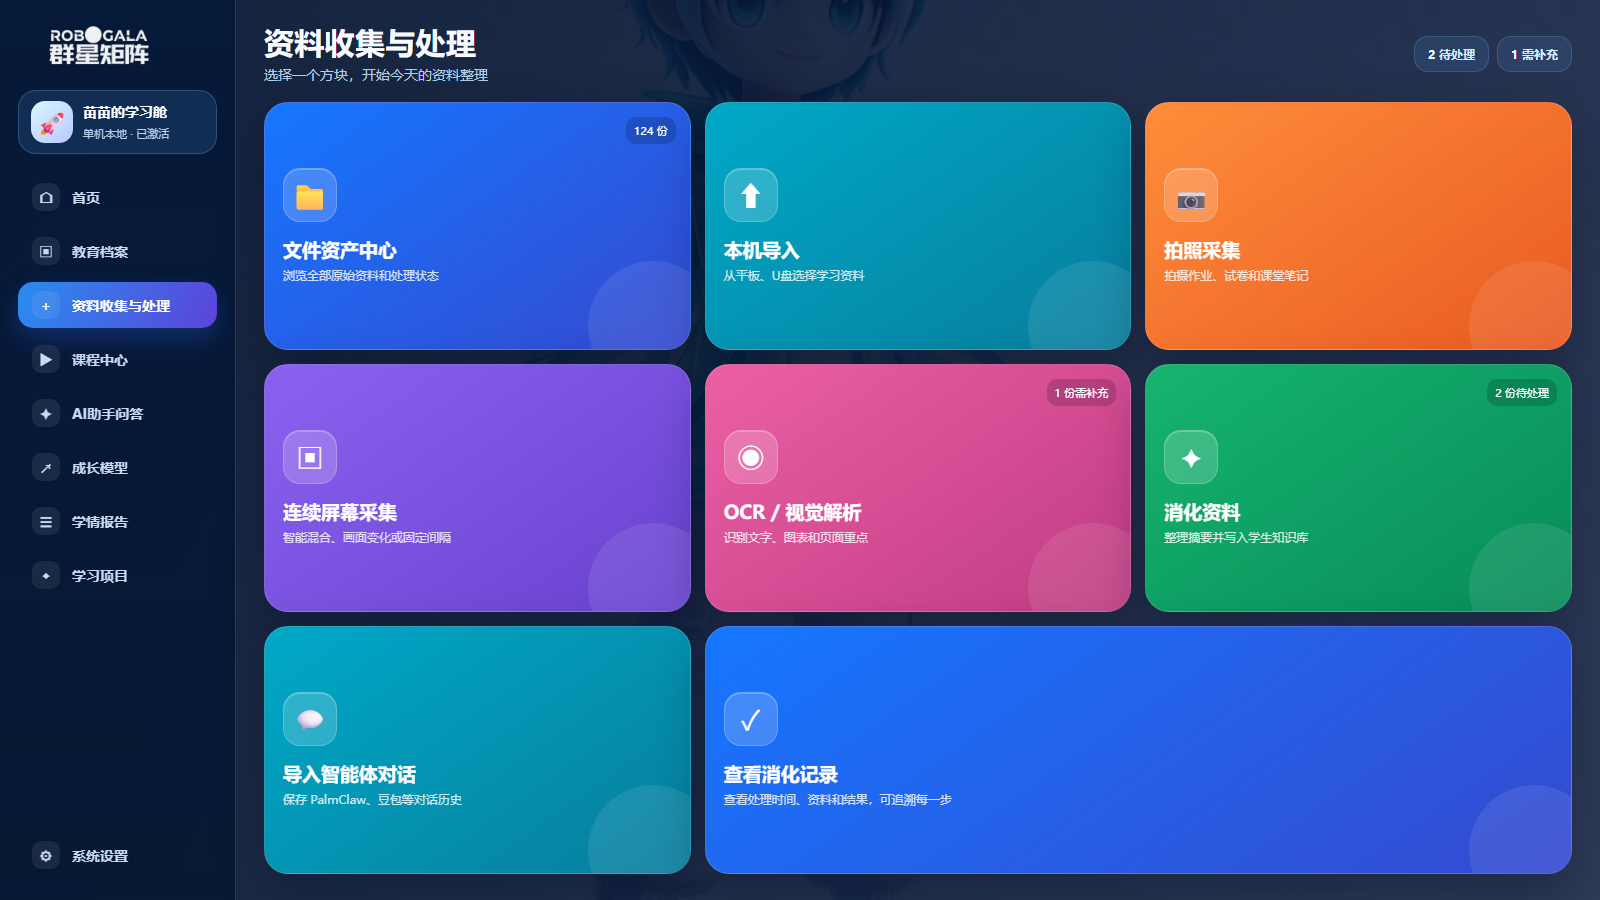 ROBOGALA
群星矩阵
苗苗的学习舱
单机本地 · 已激活
首页
教育档案
资料收集与处理
课程中心
AI助手问答
成长模型
学情报告
学习项目
系统设置
资料收集与处理
选择一个方块，开始今天的资料整理
2 待处理
1 需补充
124 份
文件资产中心
浏览全部原始资料和处理状态
本机导入
从平板、U盘选择学习资料
拍照采集
拍摄作业、试卷和课堂笔记
连续屏幕采集
智能混合、画面变化或固定间隔
1 份需补充
OCR / 视觉解析
识别文字、图表和页面重点
2 份待处理
消化资料
整理摘要并写入学生知识库
导入智能体对话
保存 PalmClaw、豆包等对话历史
查看消化记录
查看处理时间、资料和结果，可追溯每一步